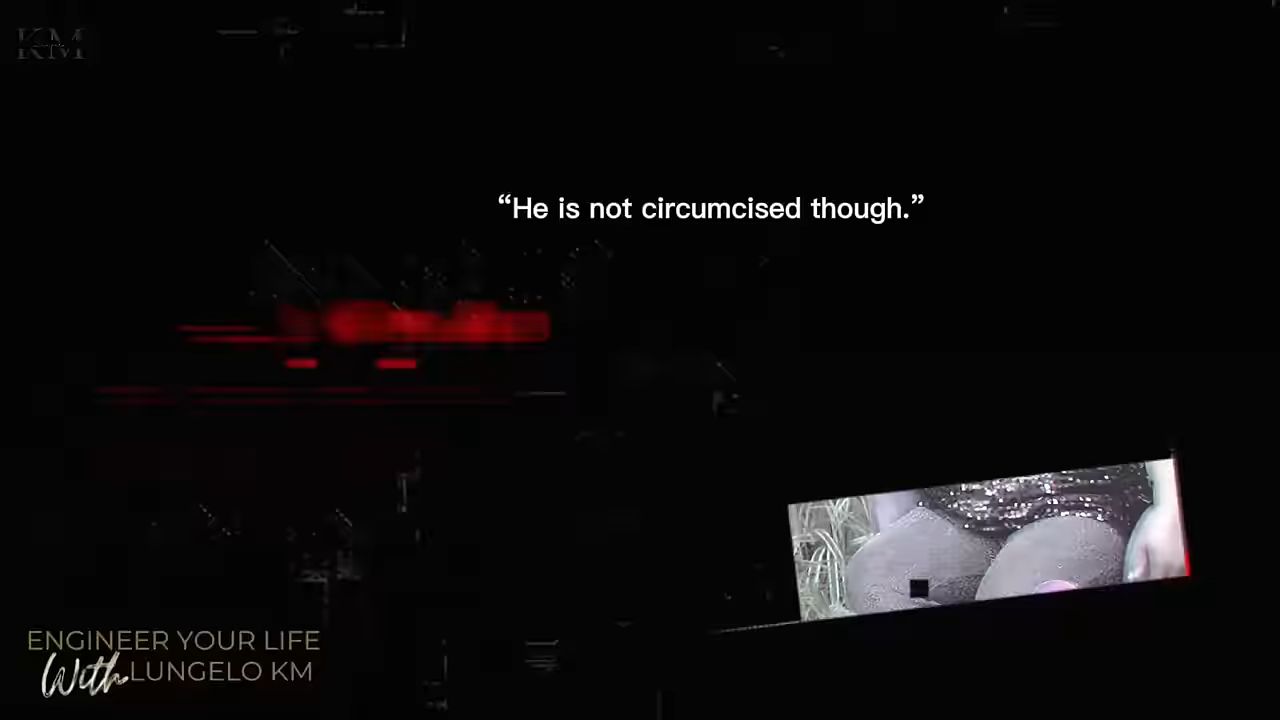 KM
“He is not circumcised though.”
ENGINEER YOUR LIFE
With LUNGELO KM